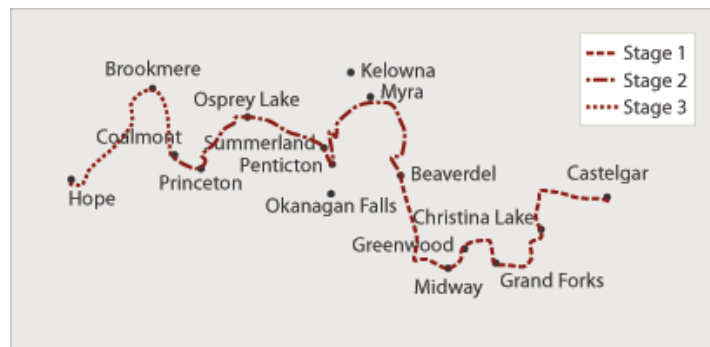 Stage 1
Stage 2
Stage 3
Brookmere
Kelowna
Myra
Osprey Lake
Coalmont
Summerland
Penticton
Princeton
Beaverdel
Castelgar
Hope
Okanagan Falls
Christina Lake
Greenwood
Midway
Grand Forks